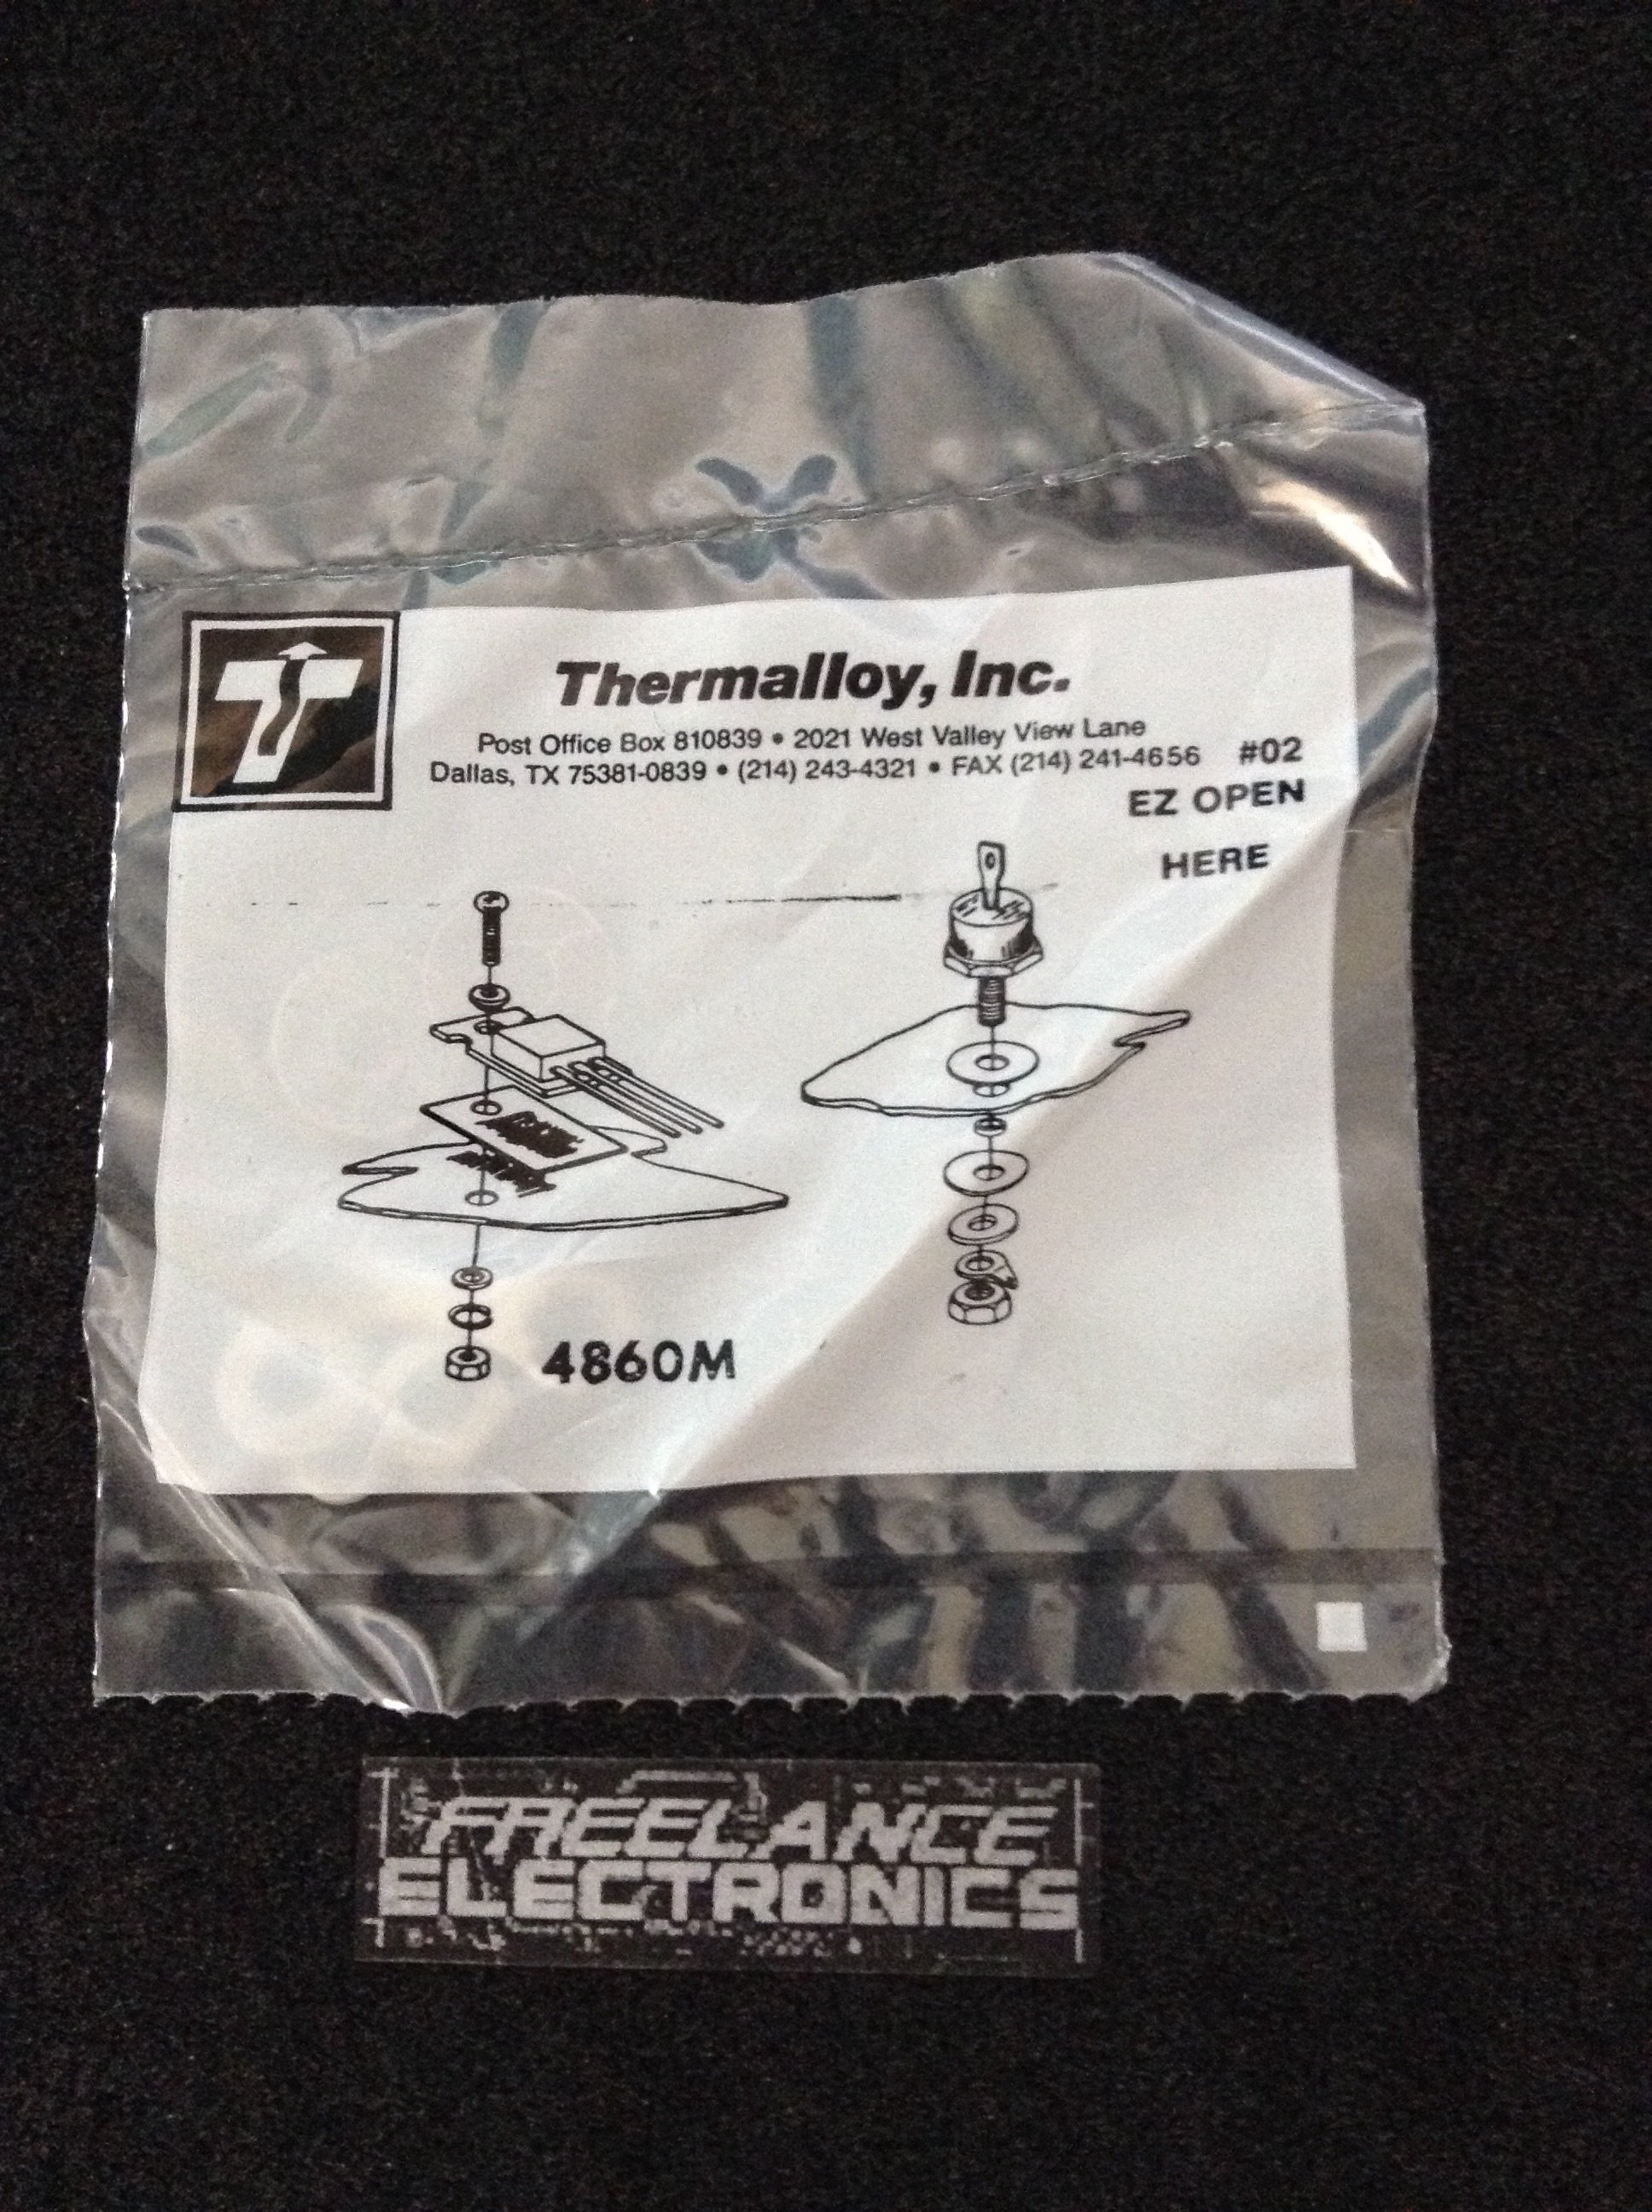 Thermalloy, Inc.
Post Office Box 810839 • 2021 West Valley View Lane
Dallas, TX 75381-0839 • (214) 243-4321 • FAX (214) 241-4656 #02
EZ OPEN
HERE
4860M
FREELANCE
ELECTRONICS